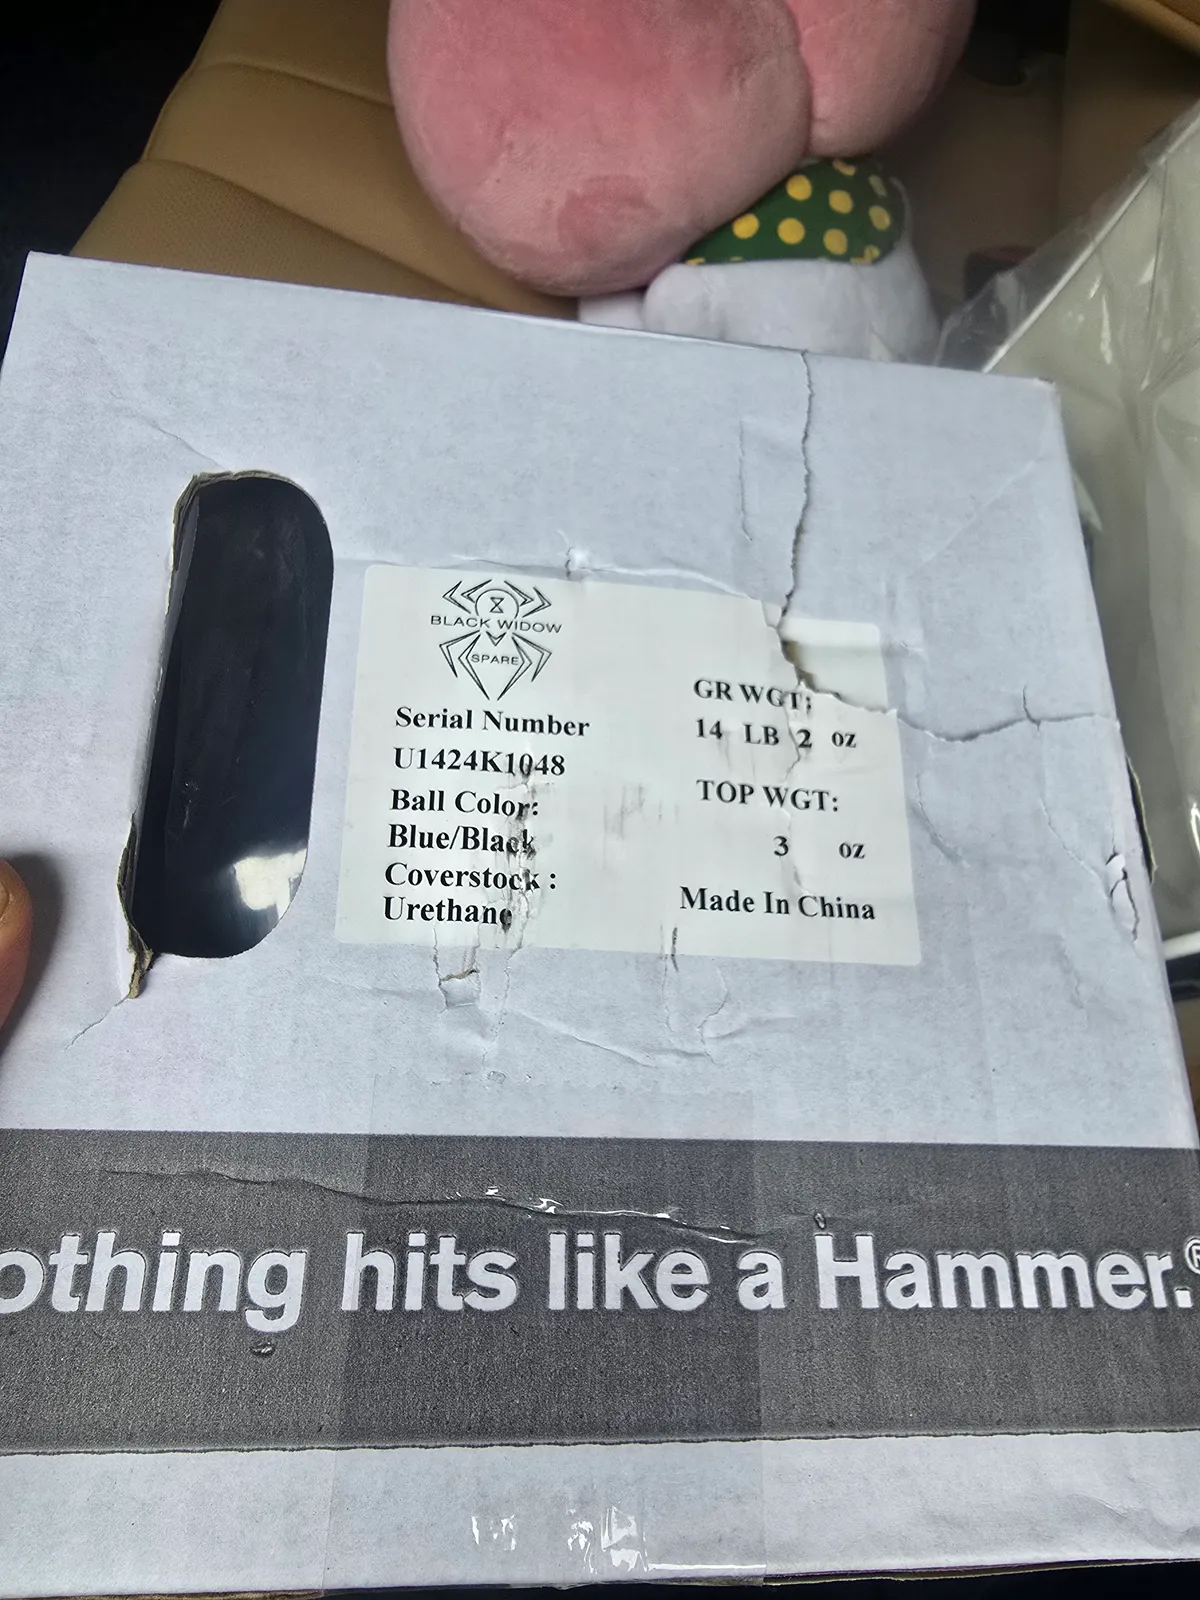 BLACK WIDOW
SPARE
Serial Number
U1424K1048
Ball Color:
Blue/Black
Coverstock :
Urethane
GR WGT:
14 LB 2 oz
TOP WGT:
3 oz
Made In China
othing hits like a Hammer.®